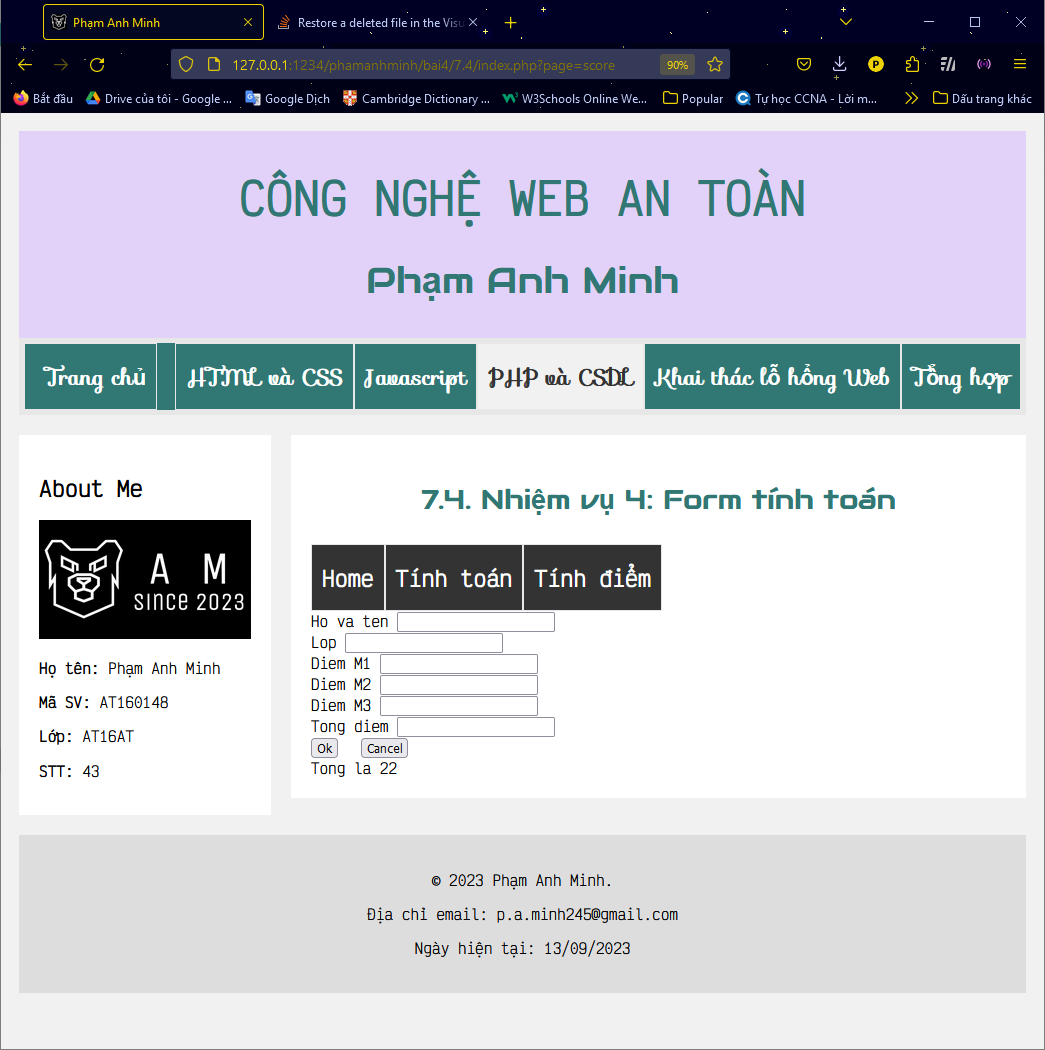 Phạm Anh Minh
Restore a deleted file in the Visu
127.0.0.1:1234/phamanhminh/bai4/7.4/index.php?page=score
90%
P
Bắt đầu
Drive của tôi - Google ...
Google Dịch
Cambridge Dictionary ...
W3Schools Online We...
Popular
Tự học CCNA - Lời m...
Dấu trang khác
CÔNG NGHỆ WEB AN TOÀN
Phạm Anh Minh
Trang chủ
HTML và CSS
Javascript
PHP và CSDL
Khai thác lỗ hổng Web
Tổng hợp
About Me
A M
since 2023
Họ tên: Phạm Anh Minh
Mã SV: AT160148
Lớp: AT16AT
STT: 43
7.4. Nhiệm vụ 4: Form tính toán
Home
Tính toán
Tính điểm
Ho va ten
Lop
Diem M1
Diem M2
Diem M3
Tong diem
Ok
Cancel
Tong la 22
© 2023 Phạm Anh Minh.
Địa chỉ email: p.a.minh245@gmail.com
Ngày hiện tại: 13/09/2023